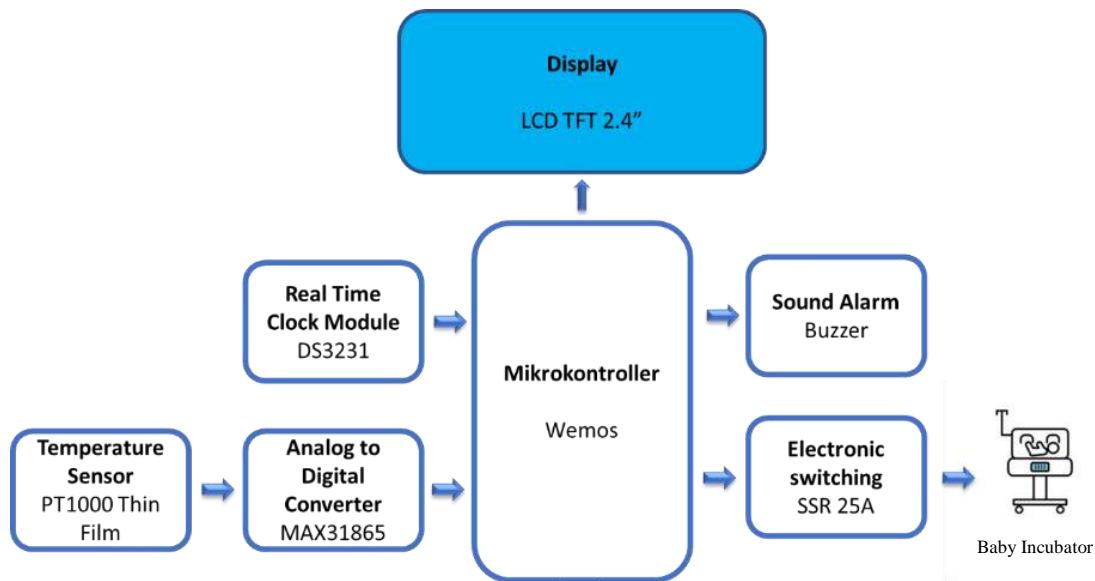 Display
LCD TFT 2.4”
Real Time
Clock Module
DS3231
Mikrokontroller
Wemos
Sound Alarm
Buzzer
Temperature
Sensor
PT1000 Thin
Film
Analog to
Digital
Converter
MAX31865
Electronic
switching
SSR 25A
Baby Incubator